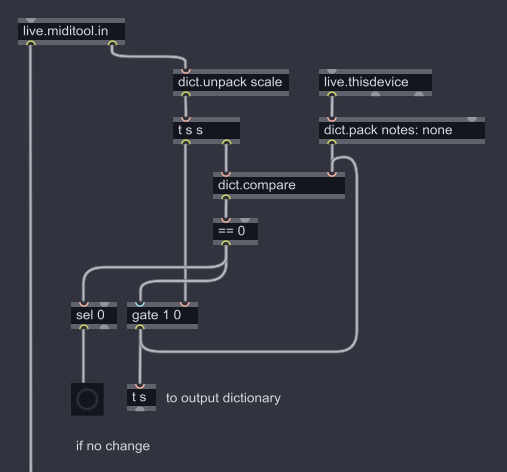 live.miditool.in
dict.unpack scale
live.thisdevice
t s s
dict.pack notes: none
dict.compare
== 0
sel 0
gate 1 0
t s
to output dictionary
if no change